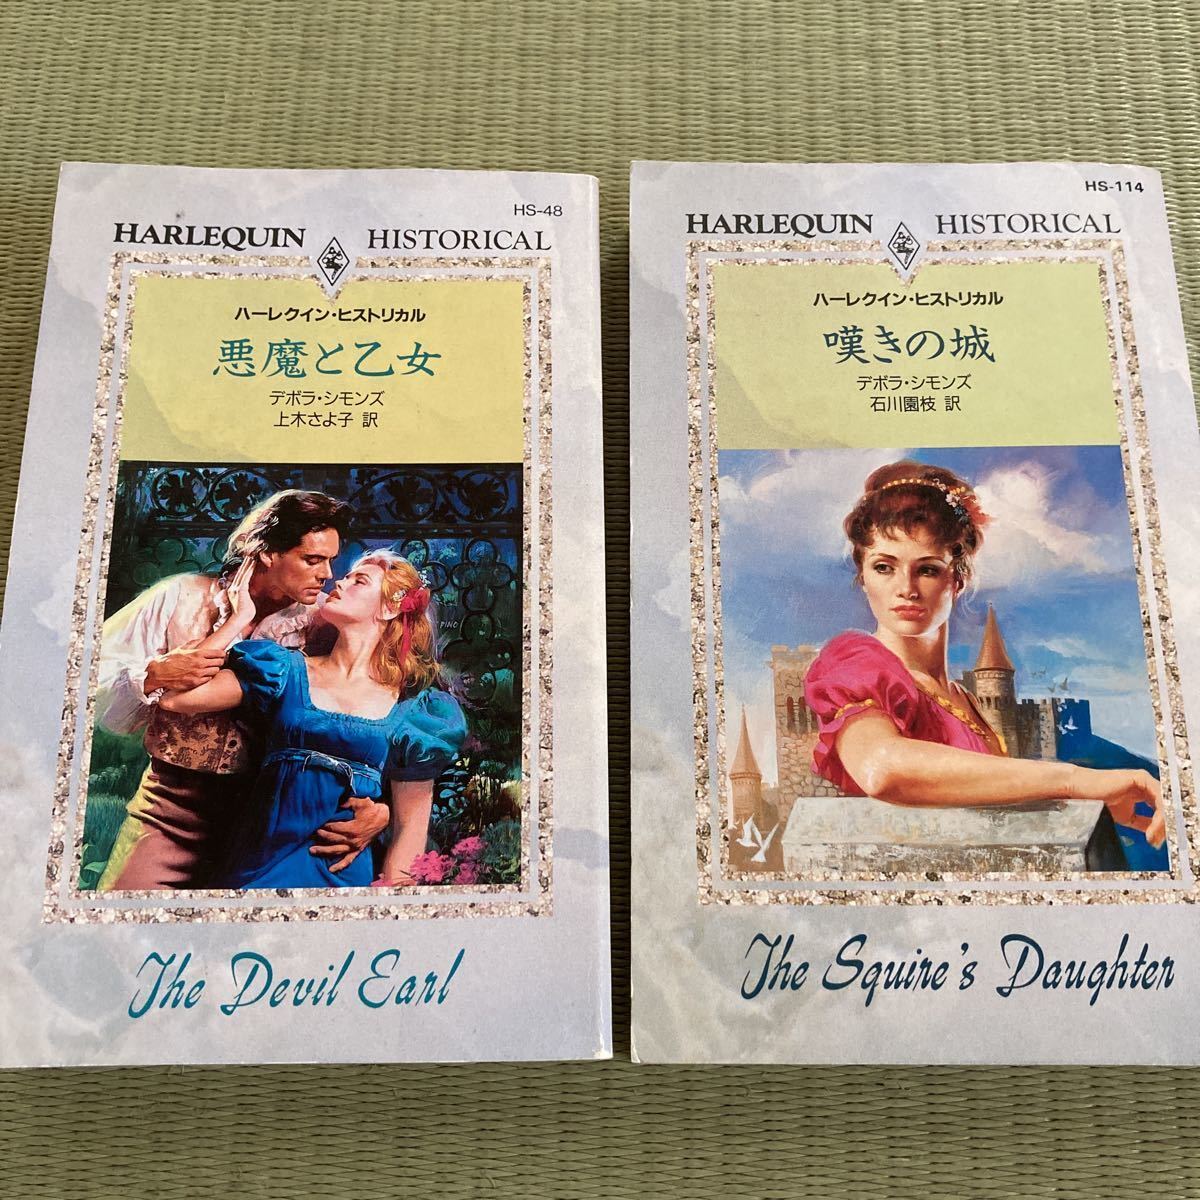 HS-48
HARLEQUIN HISTORICAL
ハーレクイン・ヒストリカル
悪魔と乙女
デボラ・シモンズ
上木さよ子 訳
PINO
The Devil Earl
HS-114
HARLEQUIN HISTORICAL
ハーレクイン・ヒストリカル
嘆きの城
デボラ・シモンズ
石川園枝 訳
The Squire's Daughter